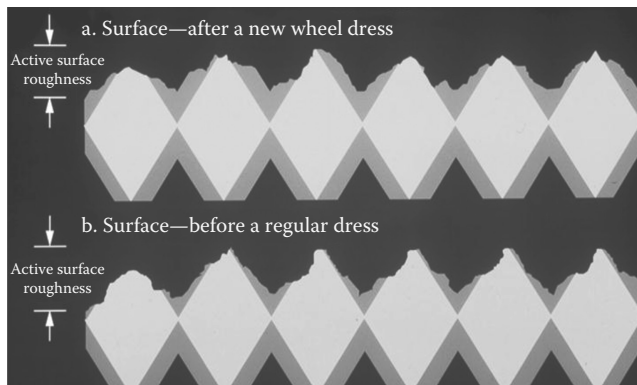 a. Surface—after a new wheel dress
Active surface
roughness
b. Surface—before a regular dress
Active surface
roughness